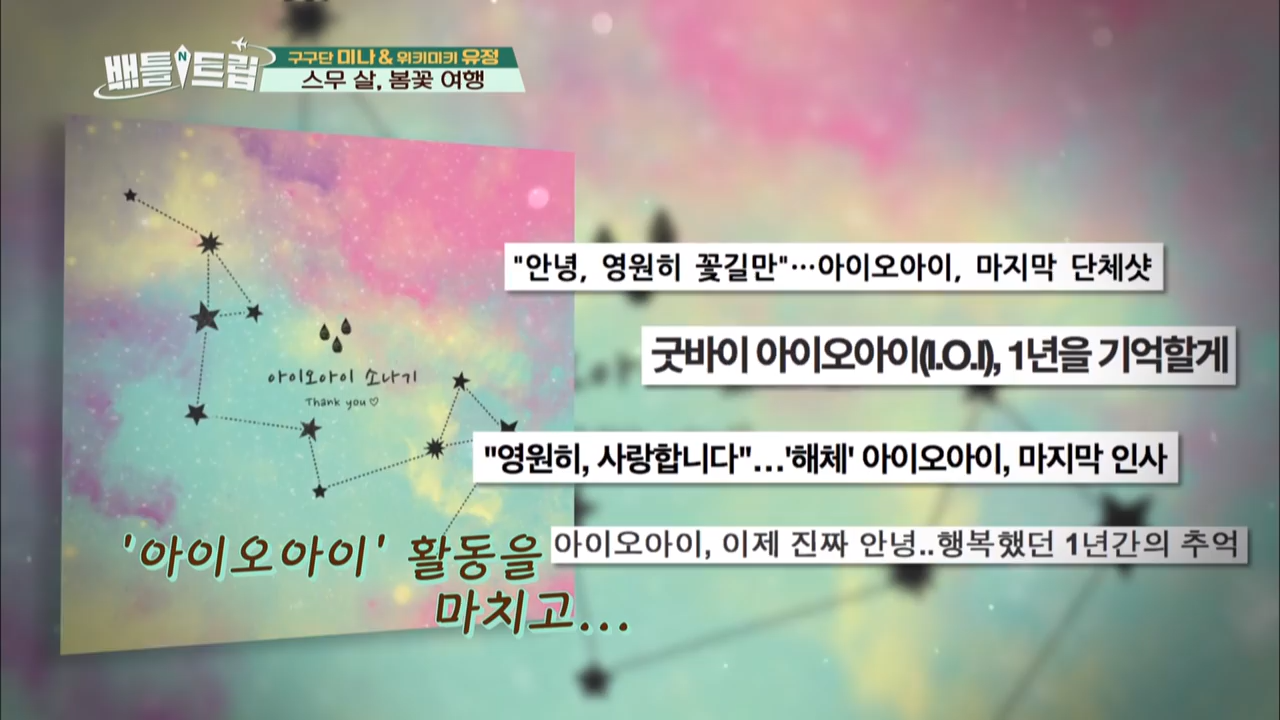 배틀 N 트립
구구단 미나 & 위키미키 유정
스무 살, 봄꽃 여행
"안녕, 영원히 꽃길만"…아이오아이, 마지막 단체샷
굿바이 아이오아이(I.O.I), 1년을 기억할게
아이오아이 소나기
Thank you♡
"영원히, 사랑합니다"…'해체' 아이오아이, 마지막 인사
아이오아이, 이제 진짜 안녕..행복했던 1년간의 추억
'아이오아이' 활동을
마치고...